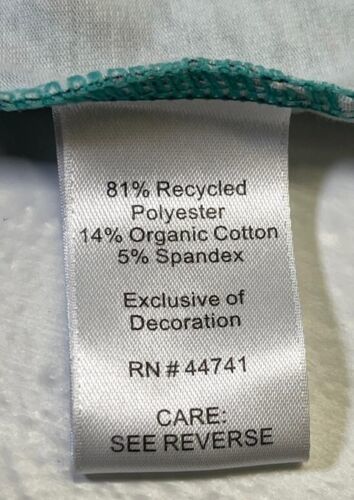 81% Recycled
Polyester
14% Organic Cotton
5% Spandex
Exclusive of
Decoration
RN # 44741
CARE:
SEE REVERSE